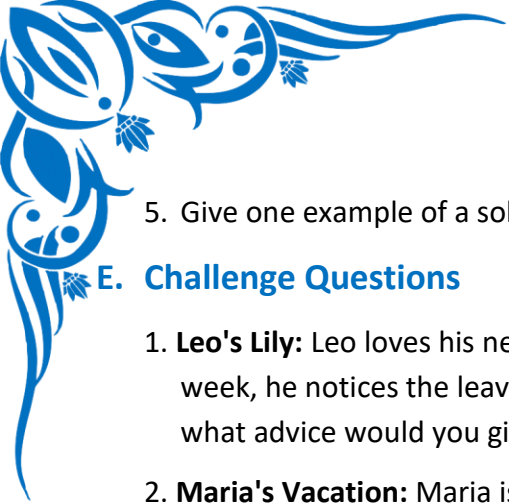 5. Give one example of a sol
E. Challenge Questions
1. Leo's Lily: Leo loves his ne
week, he notices the leav
what advice would you gi
2. Maria's Vacation: Maria is